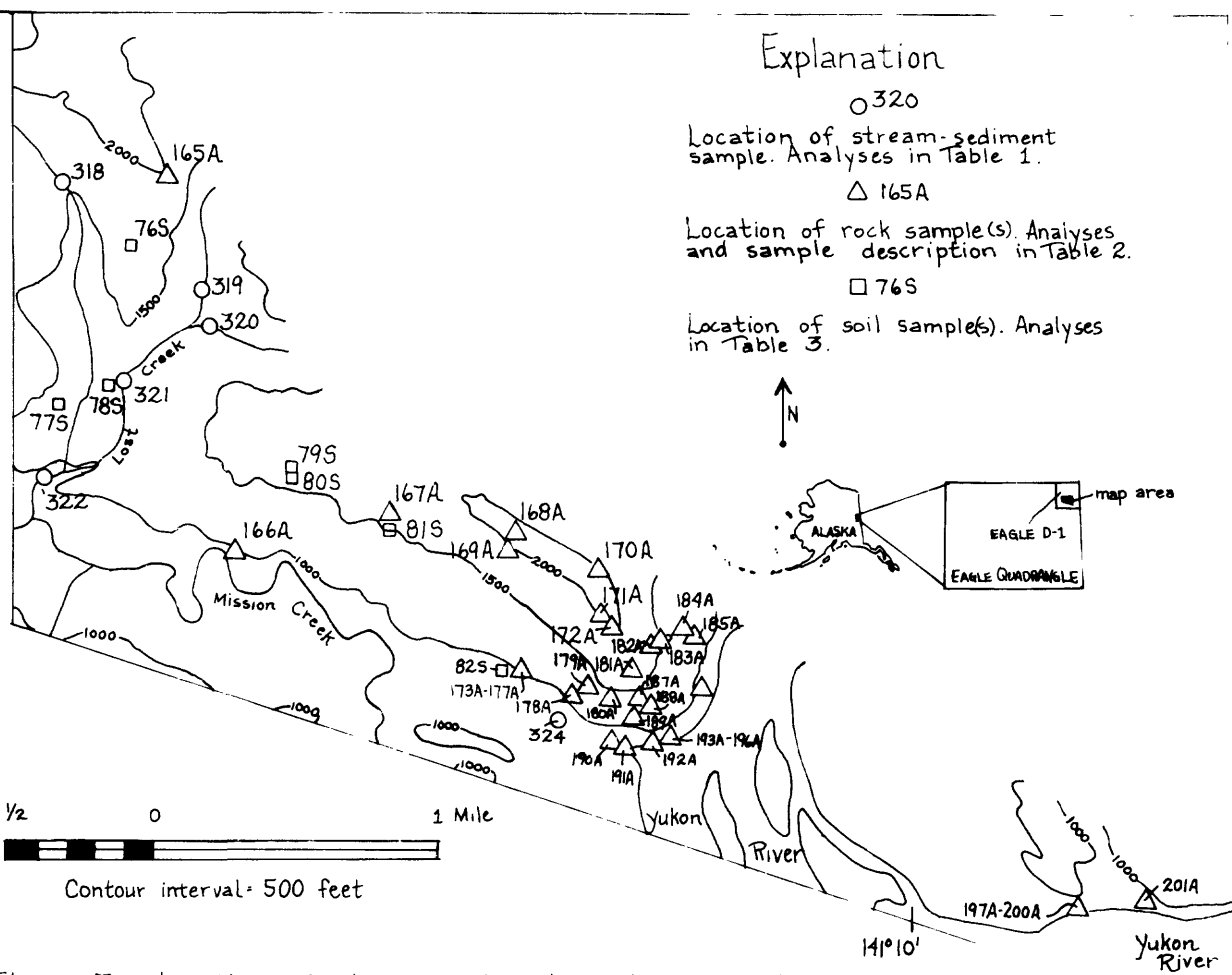 Explanation
320
Location of stream-sediment
sample. Analyses in Table 1.
165A
Location of rock sample(s). Analyses
and sample description in Table 2.
76S
Location of soil sample(s). Analyses
in Table 3.
N
ALASKA
map area
EAGLE D-1
EAGLE QUADRANGLE
2000
165A
318
76S
1500
319
320
Creek
321
78S
77S
Lost
322
79S
80S
167A
81S
168A
169A
166A
2000
170A
1000
1500
171A
172A
Mission
Creek
184A
185A
182A
183A
181A
1000
82S
173A-177A
179A
187A
188A
178A
180A
189A
324
1000
1000
193A-196A
190A
192A
191A
1000
1000
Yukon
River
1/2
0
1 Mile
Contour interval = 500 feet
1000
1000
201A
197A-200A
141°10'
Yukon
River